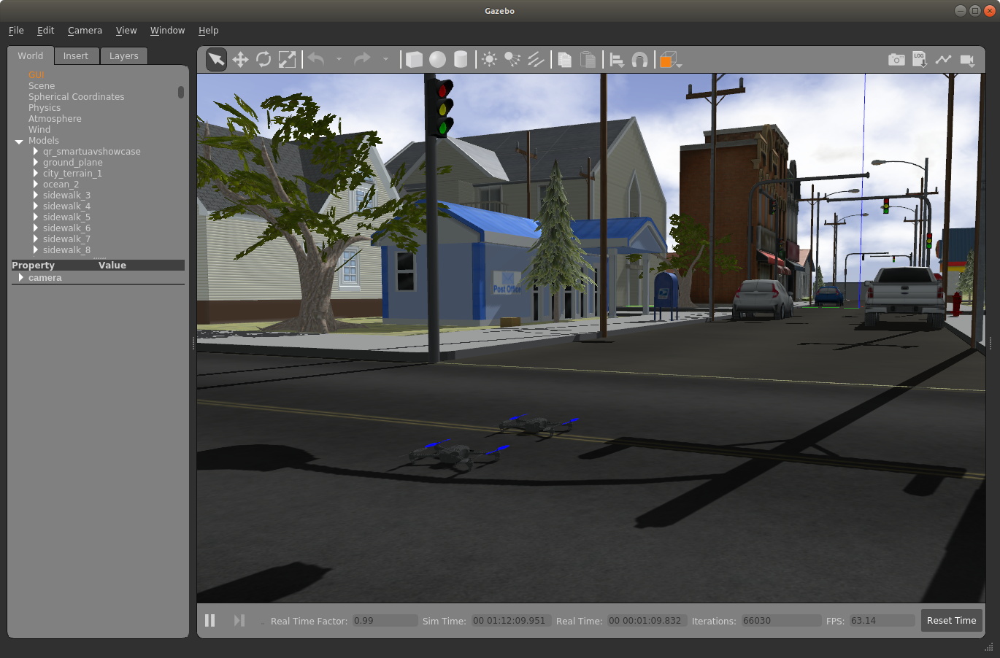 Gazebo
File Edit Camera View Window Help
World Insert Layers
GUI
Scene
Spherical Coordinates
Physics
Atmosphere
Wind
Models
qr_smartuavshowcase
ground_plane
city_terrain_1
ocean_2
sidewalk_3
sidewalk_4
sidewalk_5
sidewalk_6
sidewalk_7
sidewalk_8
Property Value
camera
LOG
Post Office
Real Time Factor: 0.99 Sim Time: 00 01:12:09.951 Real Time: 00 00:01:09.832 Iterations: 66030 FPS: 63.14 Reset Time